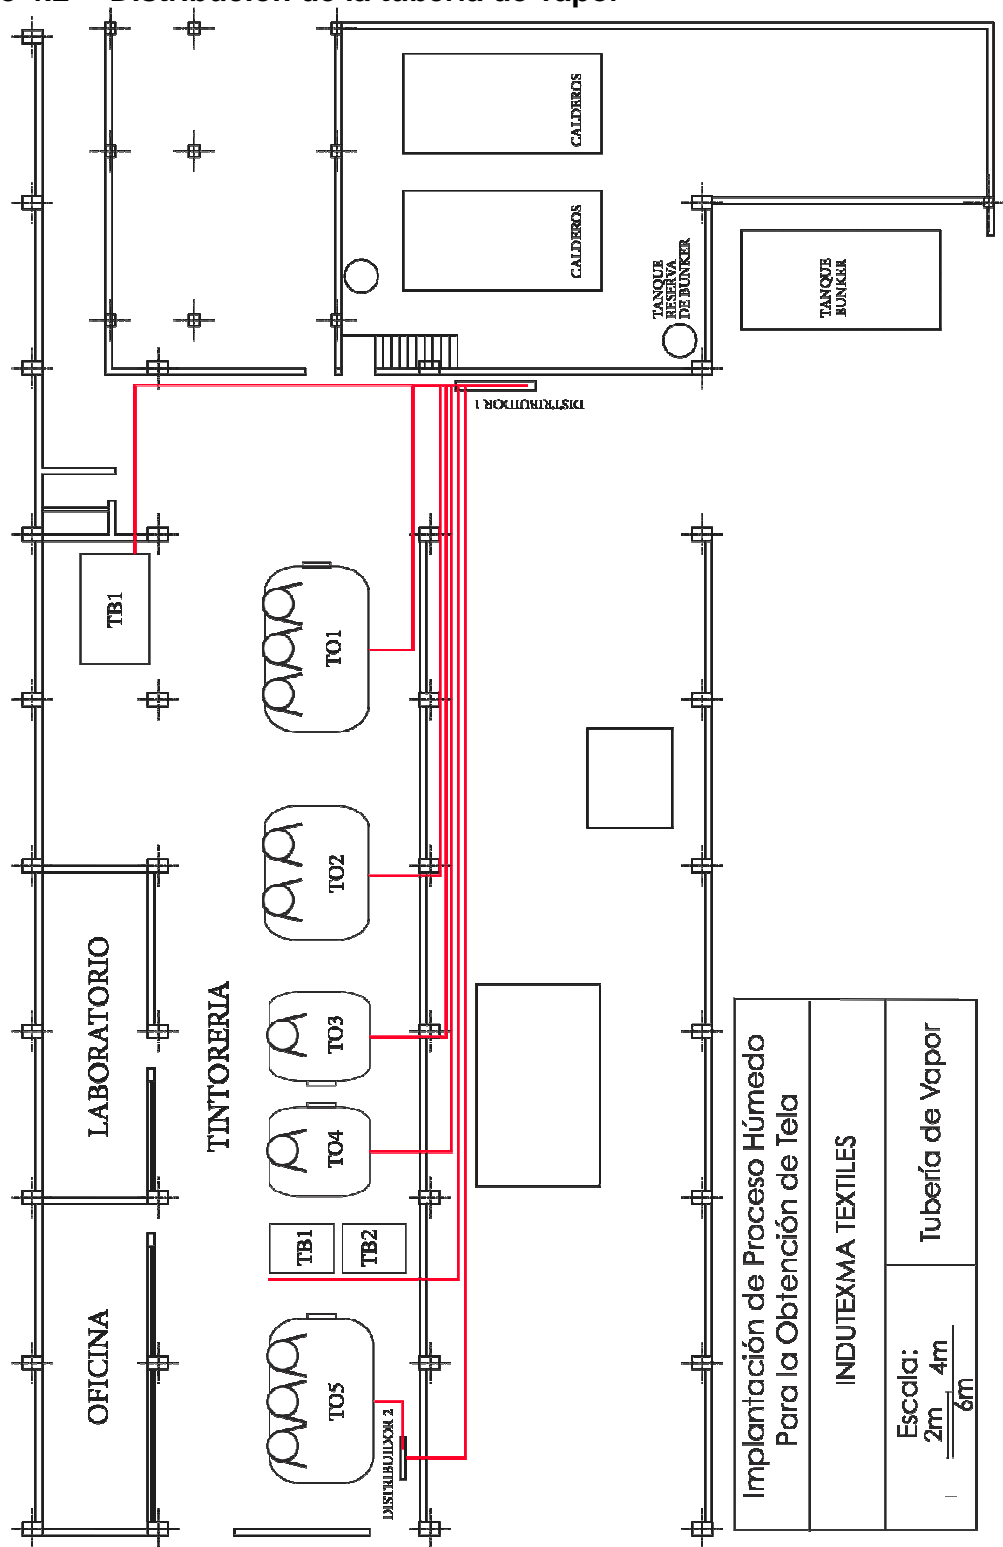 Distribución de la tubería de vapor
CALDEROS
CALDEROS
TANQUE
RESERVA
DE BUNKER
TANQUE
BUNKER
DISTRIBUIDOR 1
TB1
TO1
TO2
LABORATORIO
TINTORERIA
TO3
TO4
TB1
TB2
OFICINA
TO5
DISTRIBUIDOR 2
Implantación de Proceso Húmedo
Para la Obtención de Tela
INDUTEXMA TEXTILES
Escala:
2m 4m
6m
Tubería de Vapor